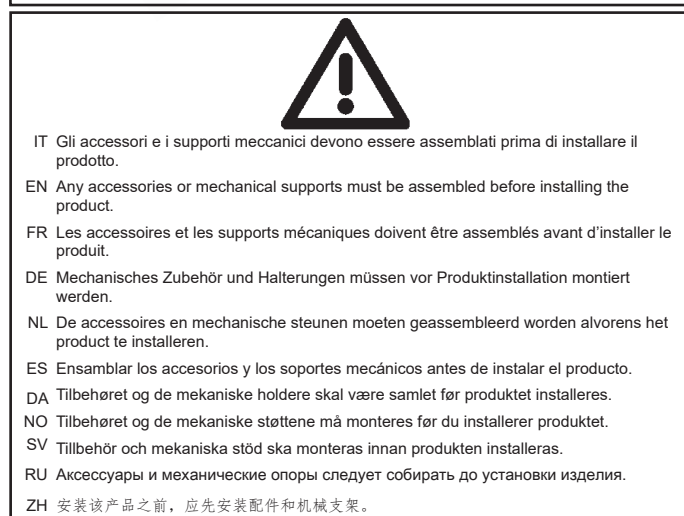 IT Gli accessori e i supporti meccanici devono essere assemblati prima di installare il
prodotto.
EN Any accessories or mechanical supports must be assembled before installing the
product.
FR Les accessoires et les supports mécaniques doivent être assemblés avant d’installer le
produit.
DE Mechanisches Zubehör und Halterungen müssen vor Produktinstallation montiert
werden.
NL De accessoires en mechanische steunen moeten geassembleerd worden alvorens het
product te installeren.
ES Ensamblar los accesorios y los soportes mecánicos antes de instalar el producto.
DA Tilbehøret og de mekaniske holdere skal være samlet før produktet installeres.
NO Tilbehøret og de mekaniske støttene må monteres før du installerer produktet.
SV Tillbehör och mekaniska stöd ska monteras innan produkten installeras.
RU Аксессуары и механические опоры следует собирать до установки изделия.
ZH 安装该产品之前，应先安装配件和机械支架。